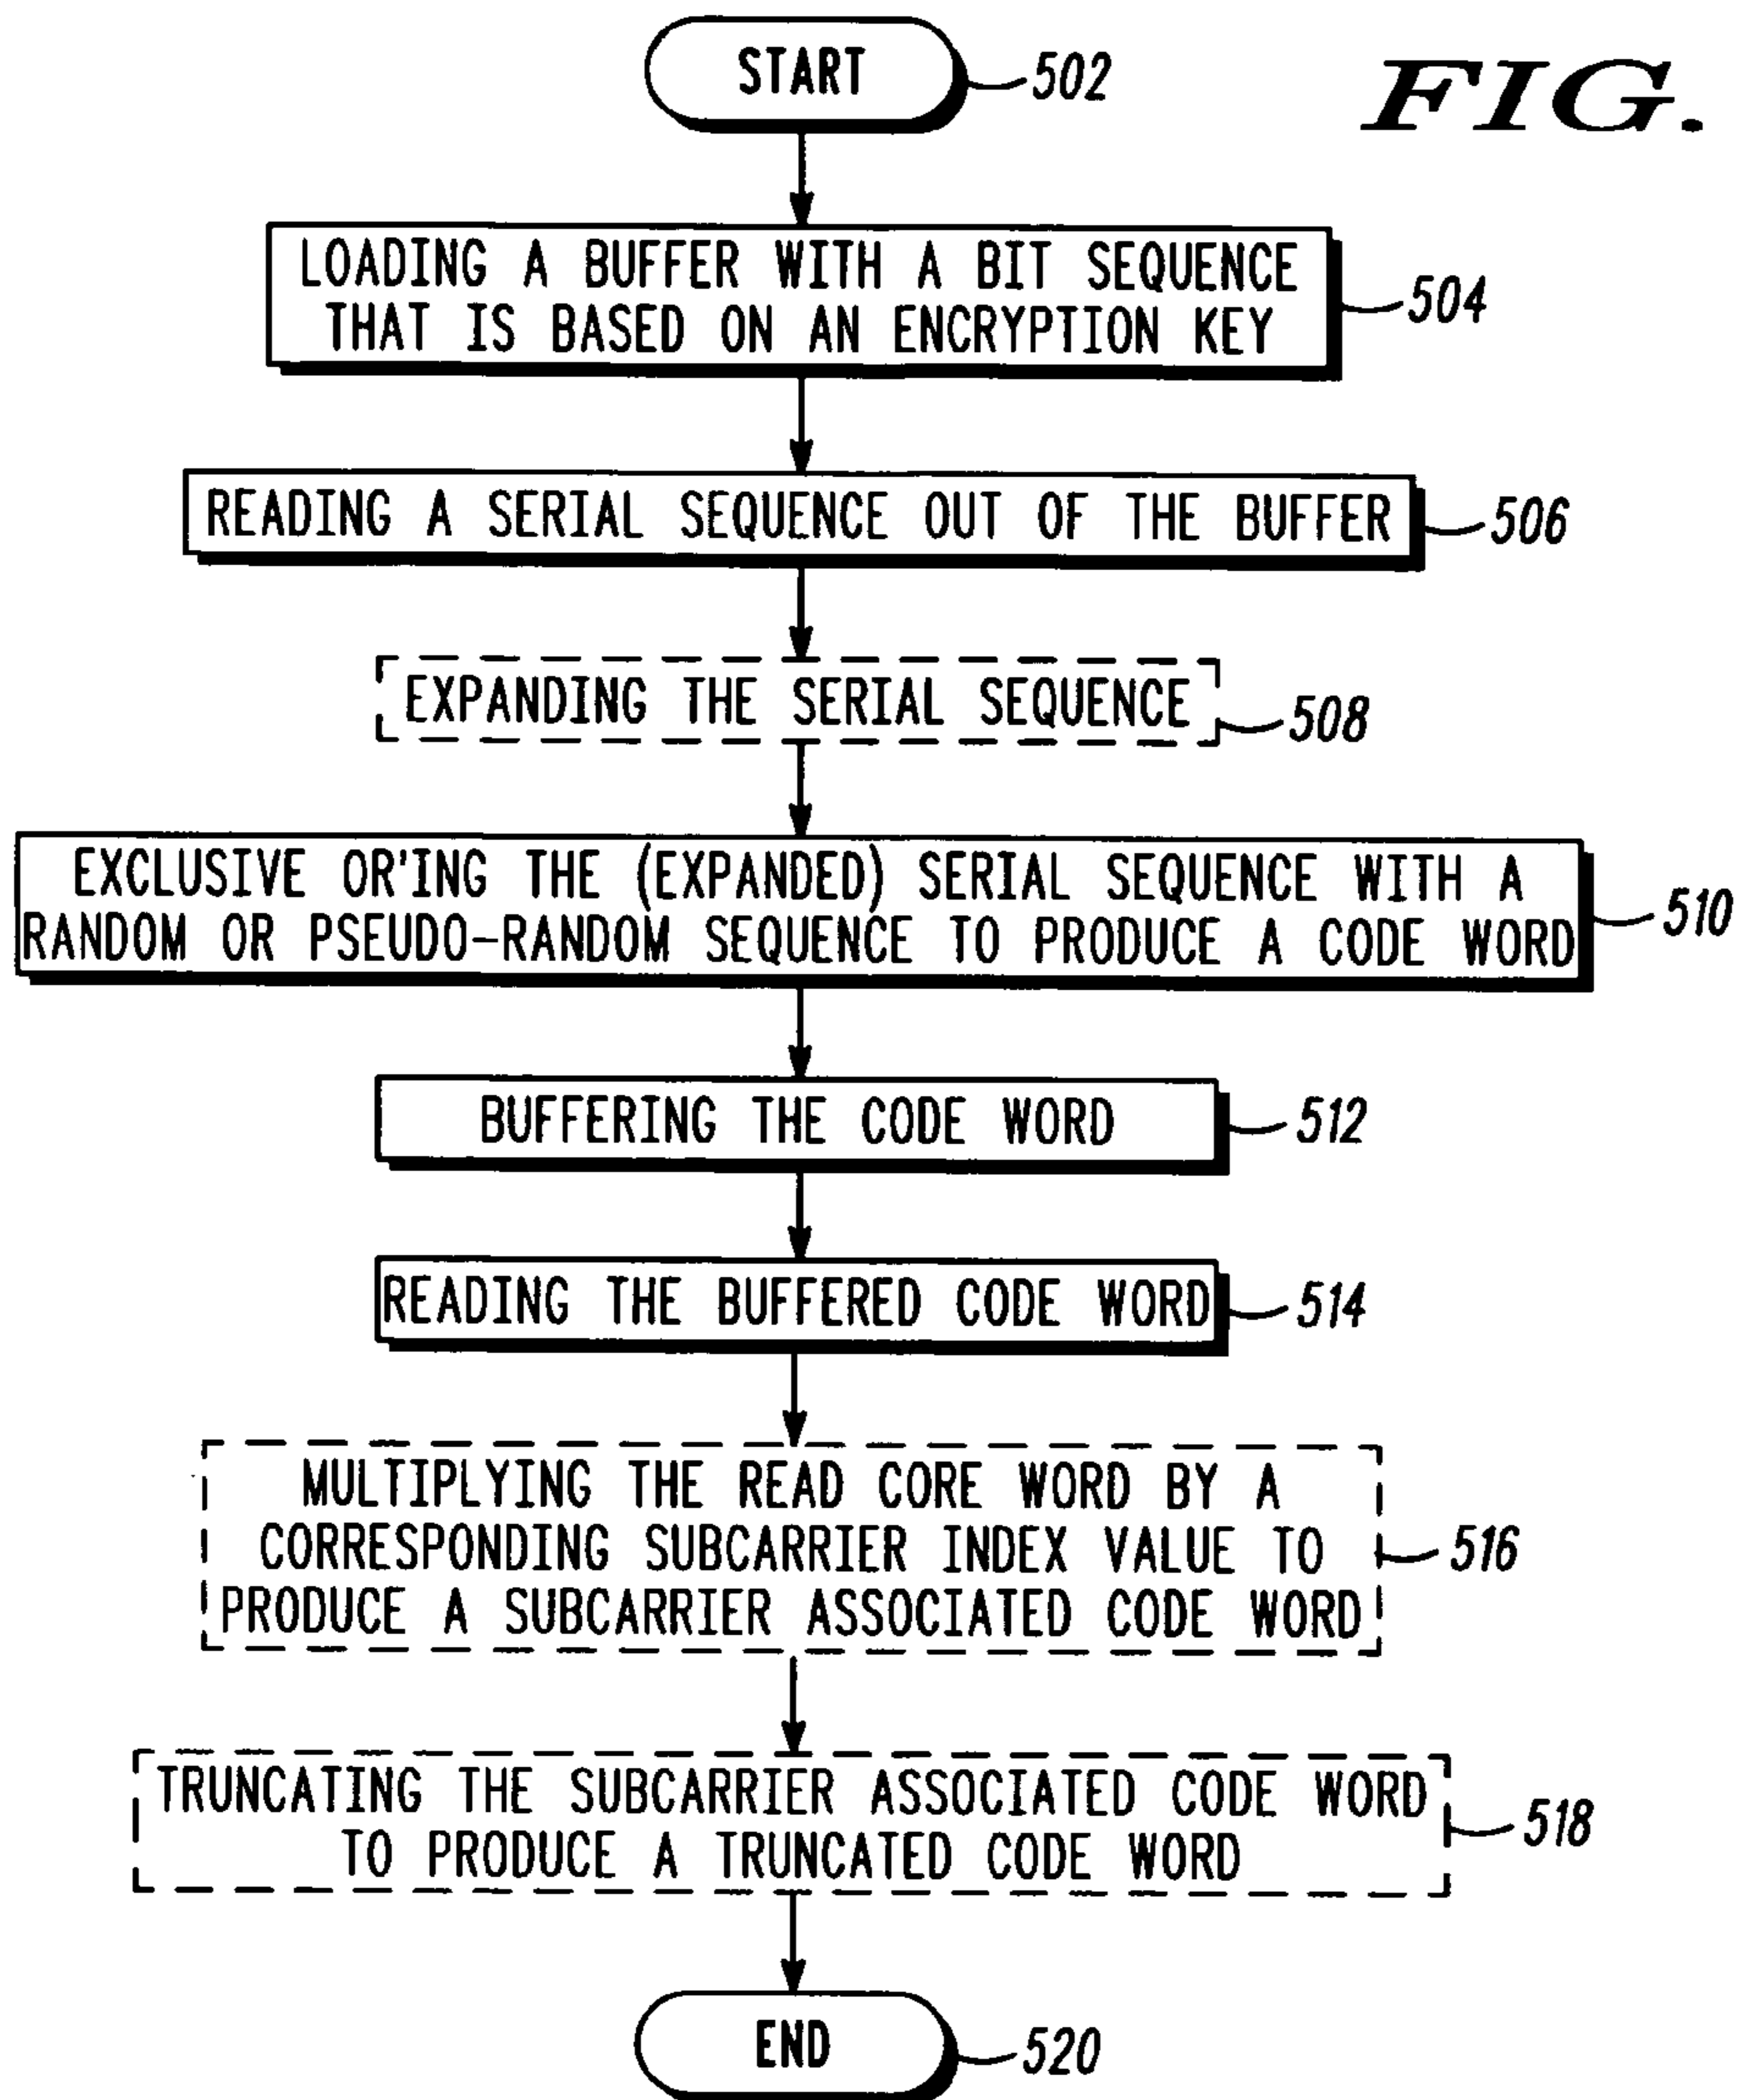 START
502
FIG.
LOADING A BUFFER WITH A BIT SEQUENCE
THAT IS BASED ON AN ENCRYPTION KEY
504
READING A SERIAL SEQUENCE OUT OF THE BUFFER
506
EXPANDING THE SERIAL SEQUENCE
508
EXCLUSIVE OR'ING THE (EXPANDED) SERIAL SEQUENCE WITH A
RANDOM OR PSEUDO-RANDOM SEQUENCE TO PRODUCE A CODE WORD
510
BUFFERING THE CODE WORD
512
READING THE BUFFERED CODE WORD
514
MULTIPLYING THE READ CORE WORD BY A
CORRESPONDING SUBCARRIER INDEX VALUE TO
PRODUCE A SUBCARRIER ASSOCIATED CODE WORD
516
TRUNCATING THE SUBCARRIER ASSOCIATED CODE WORD
TO PRODUCE A TRUNCATED CODE WORD
518
END
520